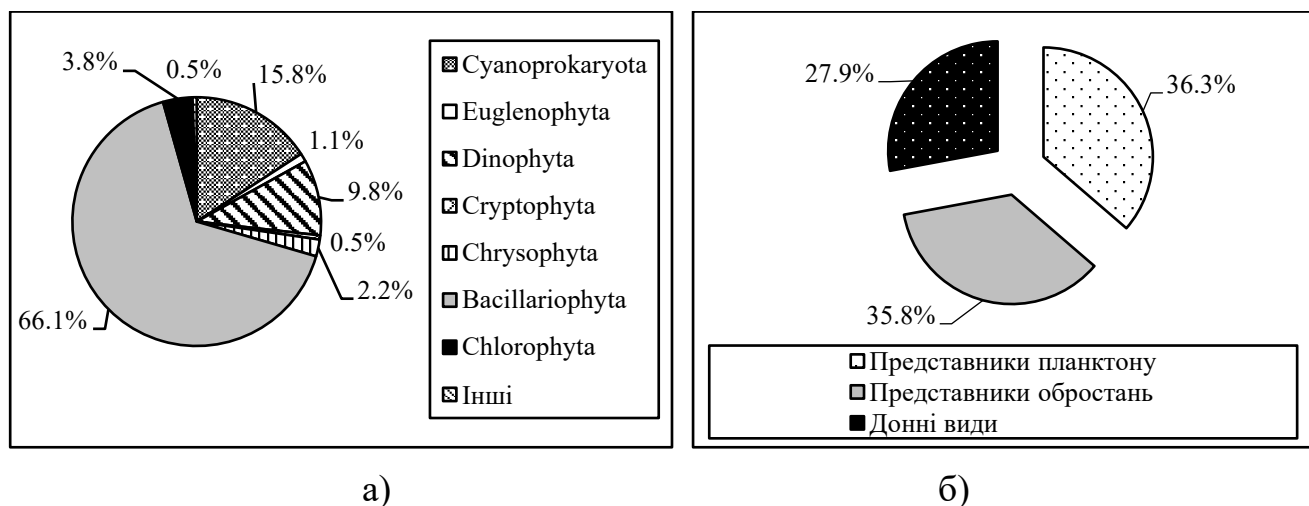 3.8%
0.5%
15.8%
1.1%
9.8%
0.5%
2.2%
66.1%
Cyanoprokaryota
Euglenophyta
Dinophyta
Cryptophyta
Chrysophyta
Bacillariophyta
Chlorophyta
Інші
а)
27.9%
36.3%
35.8%
Представники планктону
Представники обростань
Донні види
б)